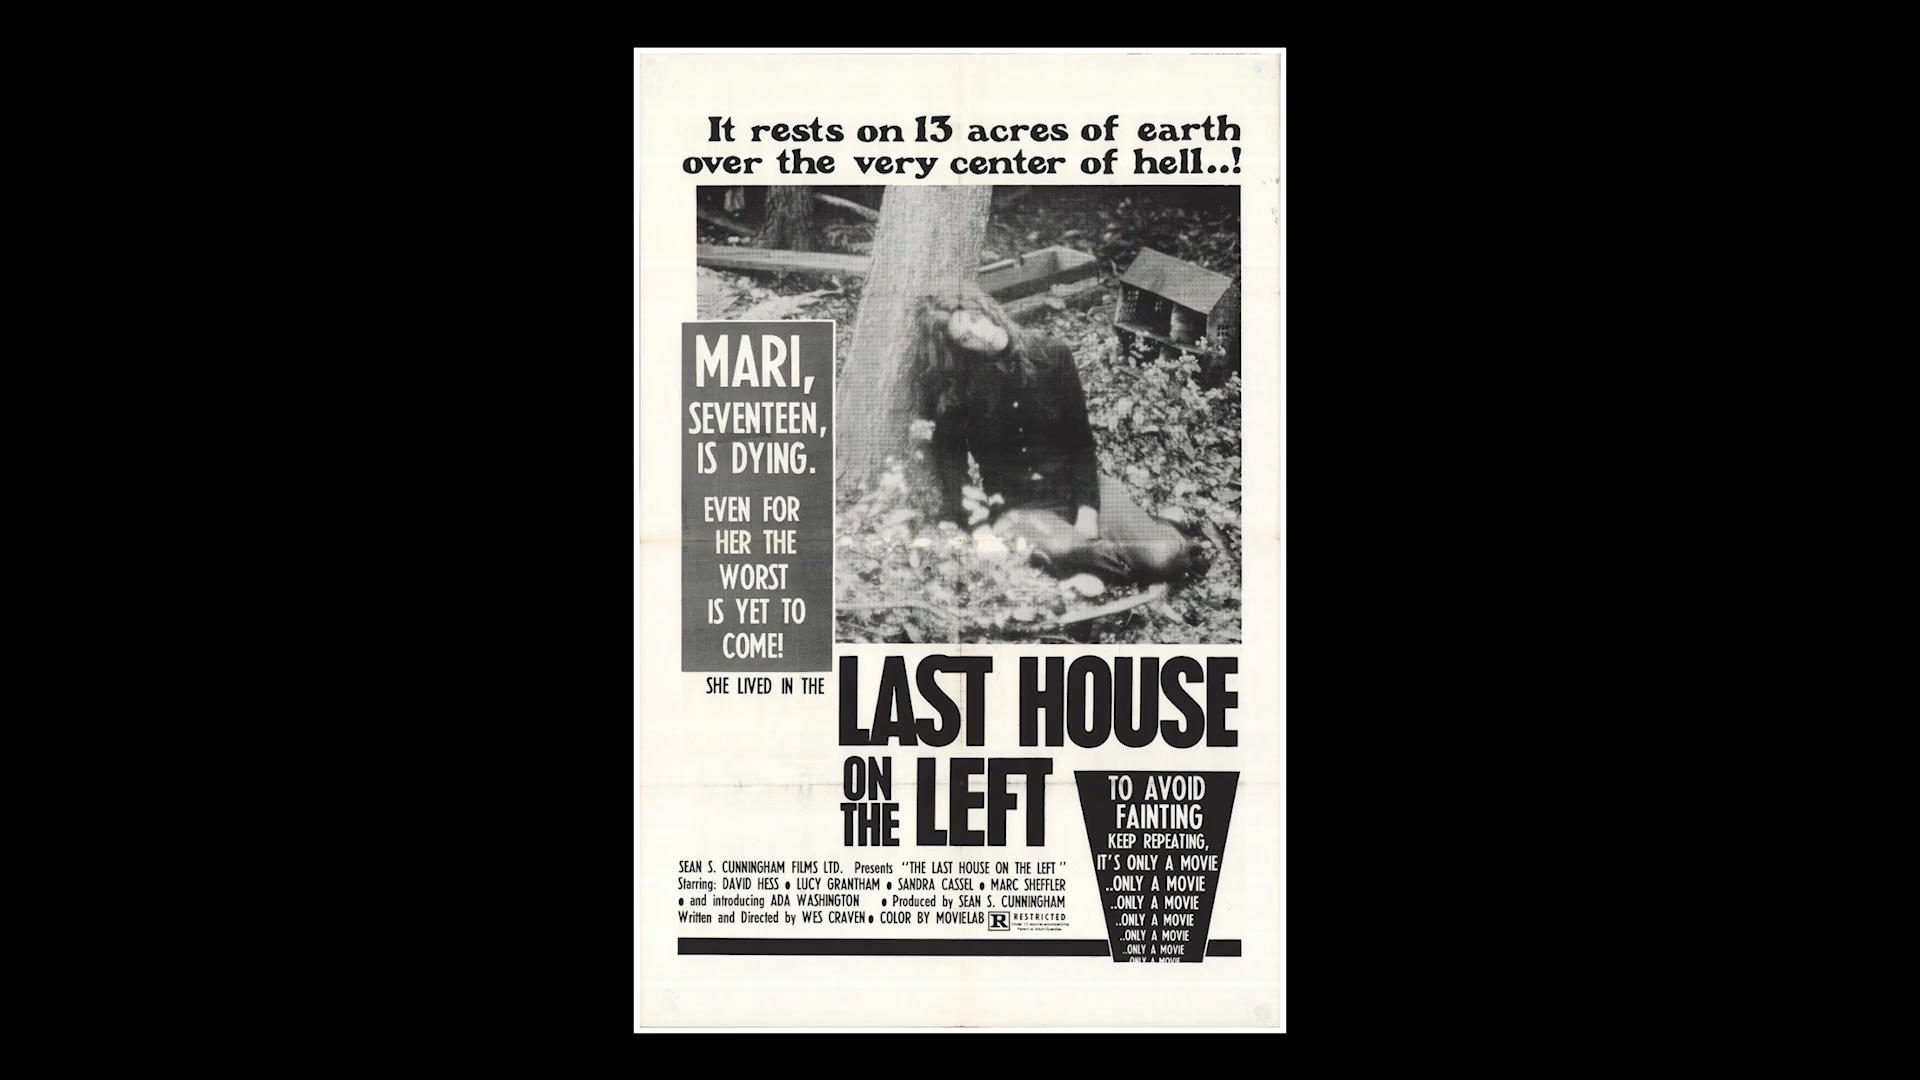 It rests on 13 acres of earth
over the very center of hell..!
MARI,
SEVENTEEN,
IS DYING.
EVEN FOR
HER THE
WORST
IS YET TO
COME!
SHE LIVED IN THE
LAST HOUSE
ON
THE LEFT
TO AVOID
FAINTING
KEEP REPEATING,
IT'S ONLY A MOVIE
..ONLY A MOVIE
..ONLY A MOVIE
..ONLY A MOVIE
..ONLY A MOVIE
..ONLY A MOVIE
ONLY A MOVIE
SEAN S. CUNNINGHAM FILMS LTD. Presents "THE LAST HOUSE ON THE LEFT"
Starring: DAVID HESS • LUCY GRANTHAM • SANDRA CASSEL • MARC SHEFFLER
• and introducing ADA WASHINGTON • Produced by SEAN S. CUNNINGHAM
Written and Directed by WES CRAVEN • COLOR BY MOVIELAB R RESTRICTED